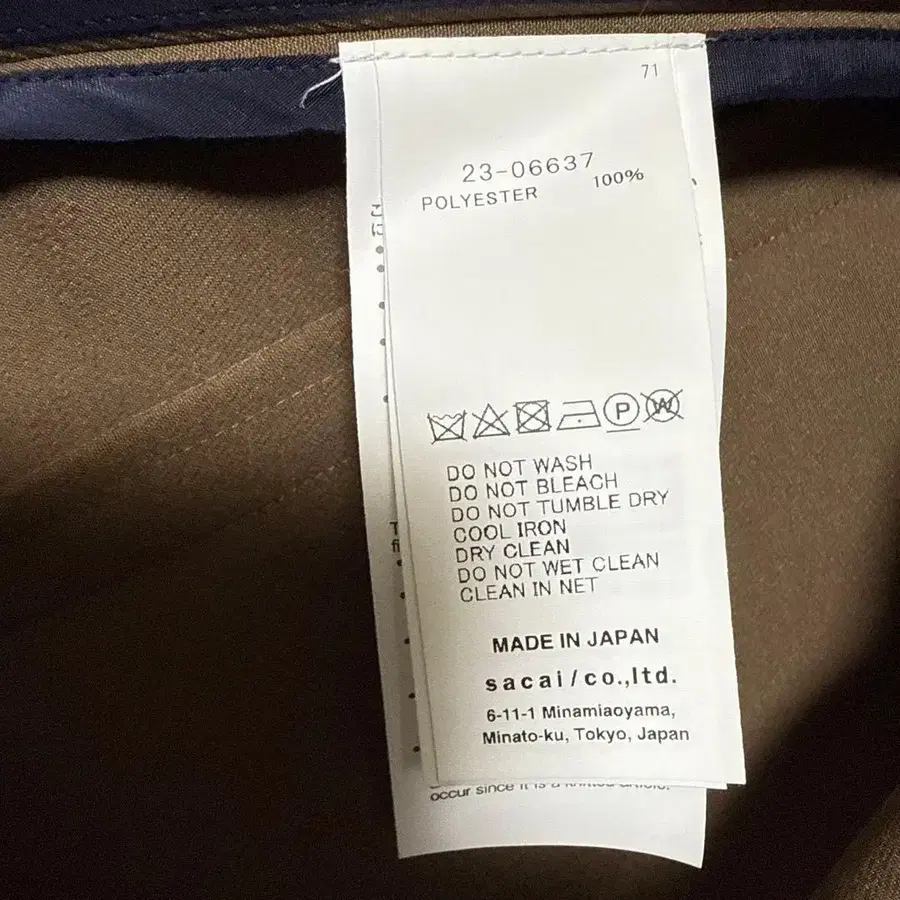 71
23-06637
POLYESTER 100%
P W
DO NOT WASH
DO NOT BLEACH
DO NOT TUMBLE DRY
COOL IRON
DRY CLEAN
DO NOT WET CLEAN
CLEAN IN NET
MADE IN JAPAN
sacai/co.,ltd.
6-11-1 Minamiaoyama,
Minato-ku, Tokyo, Japan
occur since it is a knitted article.